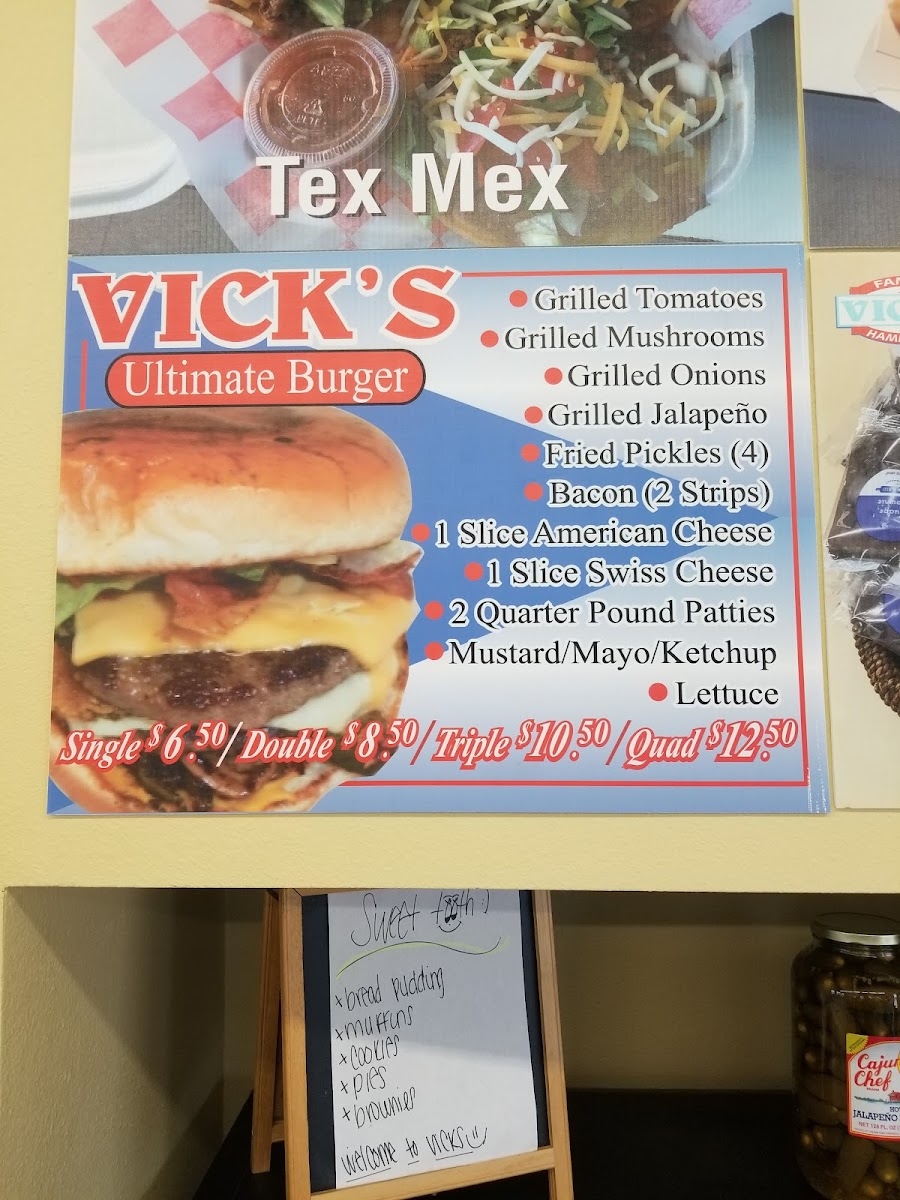 Tex Mex
VICK'S
Ultimate Burger
Grilled Tomatoes
Grilled Mushrooms
Grilled Onions
Grilled Jalapeño
Fried Pickles (4)
Bacon (2 Strips)
1 Slice American Cheese
1 Slice Swiss Cheese
2 Quarter Pound Patties
Mustard/Mayo/Ketchup
Lettuce
Single $6.50/ Double $8.50/ Triple $10.50/ Quad $12.50
FA
VIC
HAM
Sweet tooth :)
x bread pudding
x muffins
x cookies
x pies
x brownies
welcome to vicks
Cajun
Chef
JALAPEÑO